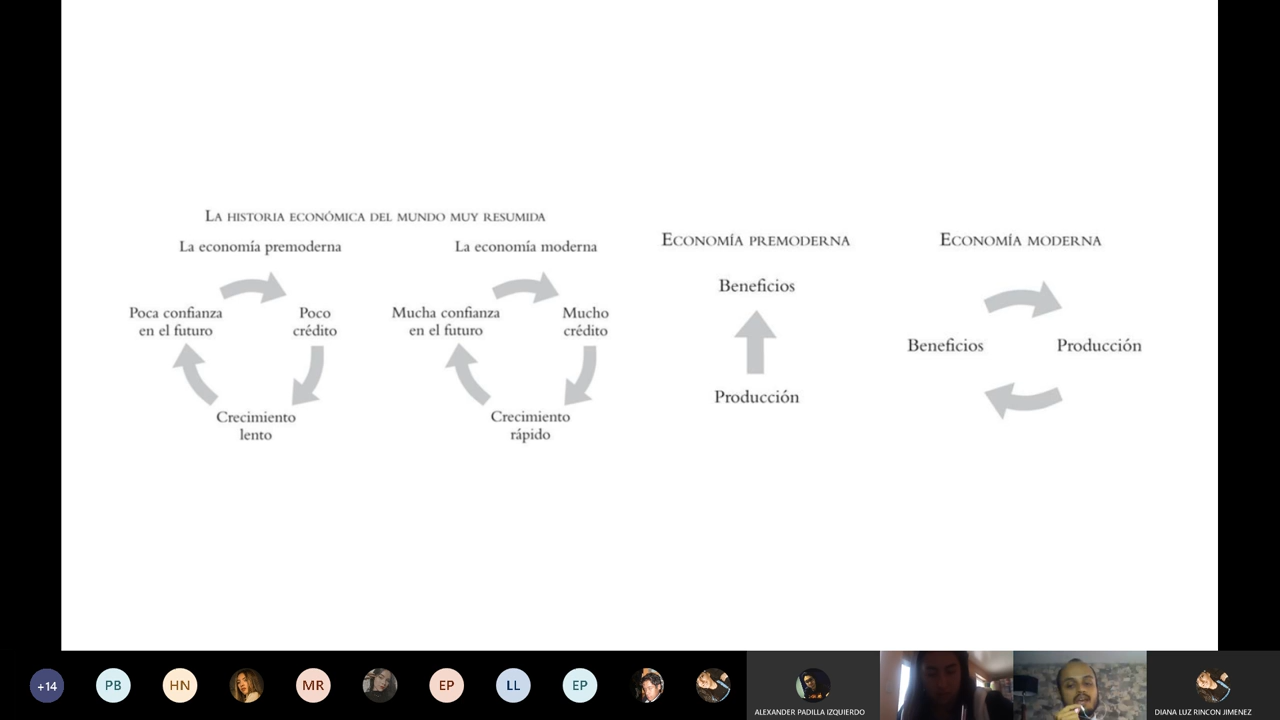 LA HISTORIA ECONÓMICA DEL MUNDO MUY RESUMIDA
La economía premoderna
Poca confianza
en el futuro
Poco
crédito
Crecimiento
lento
La economía moderna
Mucha confianza
en el futuro
Mucho
crédito
Crecimiento
rápido
ECONOMÍA PREMODERNA
Beneficios
Producción
ECONOMÍA MODERNA
Beneficios
Producción
+14
PB
HN
MR
EP
LL
EP
ALEXANDER PADILLA IZQUIERDO
DIANA LUZ RINCON JIMENEZ